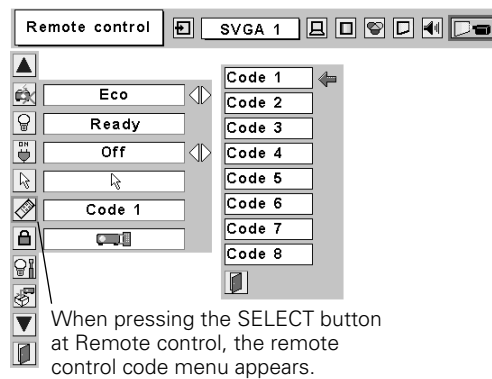 Remote control
SVGA 1
Eco
Ready
ON
Off
Code 1
Code 1
Code 2
Code 3
Code 4
Code 5
Code 6
Code 7
Code 8
When pressing the SELECT button
at Remote control, the remote
control code menu appears.